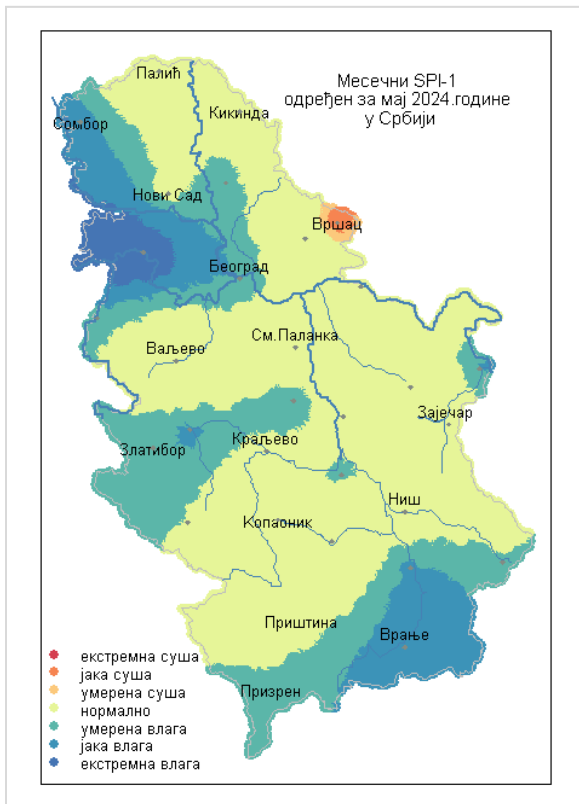 Месечни SPI-1
одређен за мај 2024.године
у Србији
Палић
Кикинда
Сомбор
Нови Сад
Вршац
Београд
См.Паланка
Ваљево
Зајечар
Златибор
Краљево
Ниш
Копаоник
Приштина
Врање
Призрен
екстремна суша
јака суша
умерена суша
нормално
умерена влага
јака влага
екстремна влага